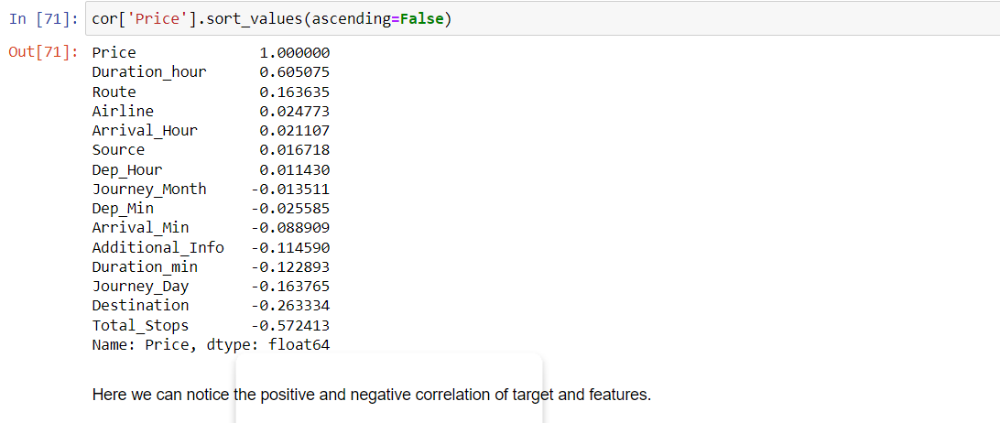 In [71]: cor['Price'].sort_values(ascending=False)
Out[71]: Price 1.000000
Duration_hour 0.605075
Route 0.163635
Airline 0.024773
Arrival_Hour 0.021107
Source 0.016718
Dep_Hour 0.011430
Journey_Month -0.013511
Dep_Min -0.025585
Arrival_Min -0.088909
Additional_Info -0.114590
Duration_min -0.122893
Journey_Day -0.163765
Destination -0.263334
Total_Stops -0.572413
Name: Price, dtype: float64
Here we can notice the positive and negative correlation of target and features.